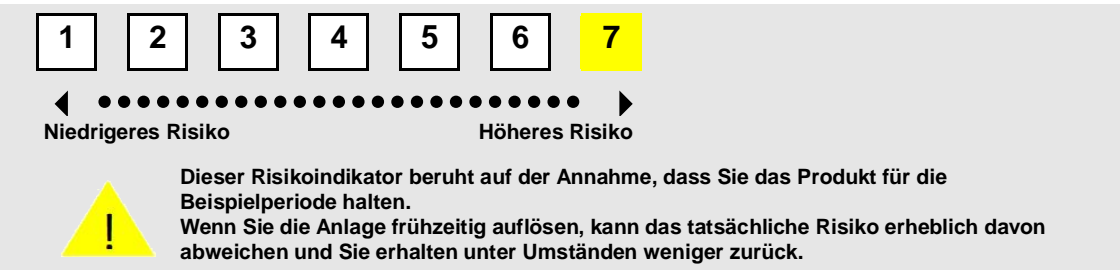 1 2 3 4 5 6 7
Niedrigeres Risiko Höheres Risiko
Dieser Risikoindikator beruht auf der Annahme, dass Sie das Produkt für die
Beispielperiode halten.
Wenn Sie die Anlage frühzeitig auflösen, kann das tatsächliche Risiko erheblich davon
abweichen und Sie erhalten unter Umständen weniger zurück.
!